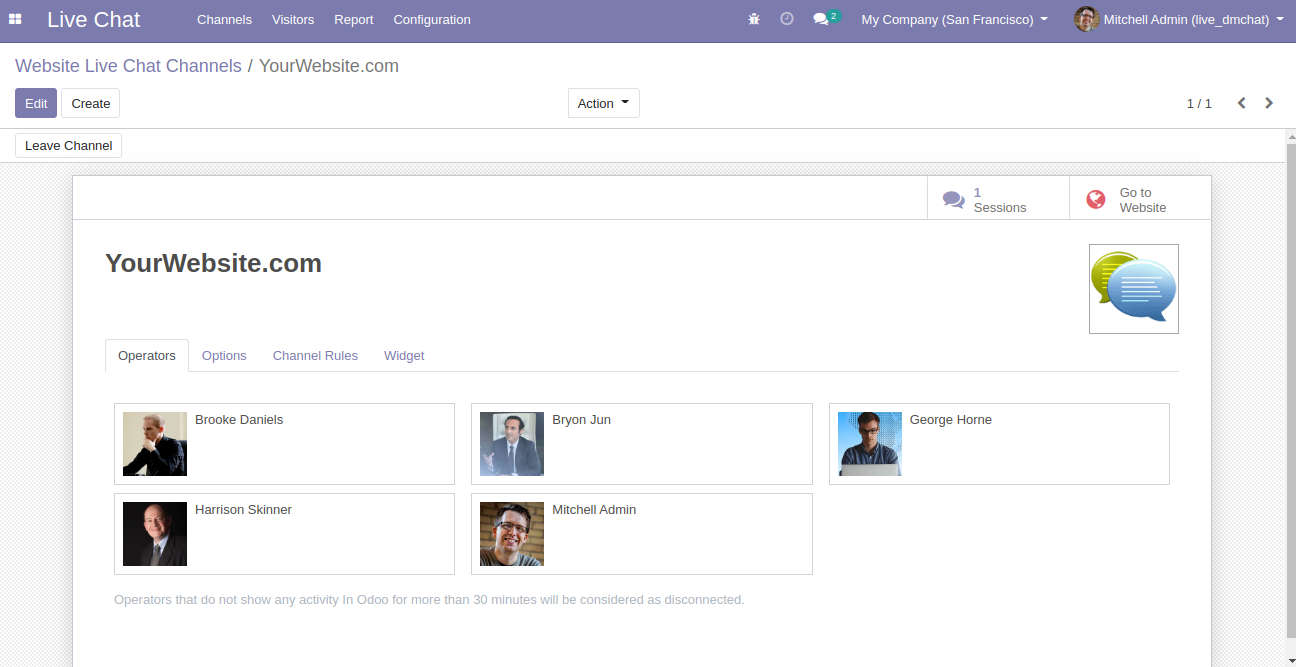 Live Chat Channels Visitors Report Configuration 2 My Company (San Francisco) Mitchell Admin (live_dmchat)
Website Live Chat Channels / YourWebsite.com
Edit Create Action 1 / 1
Leave Channel
1
Sessions
Go to
Website
YourWebsite.com
Operators Options Channel Rules Widget
Brooke Daniels Bryon Jun George Horne
Harrison Skinner Mitchell Admin
Operators that do not show any activity In Odoo for more than 30 minutes will be considered as disconnected.